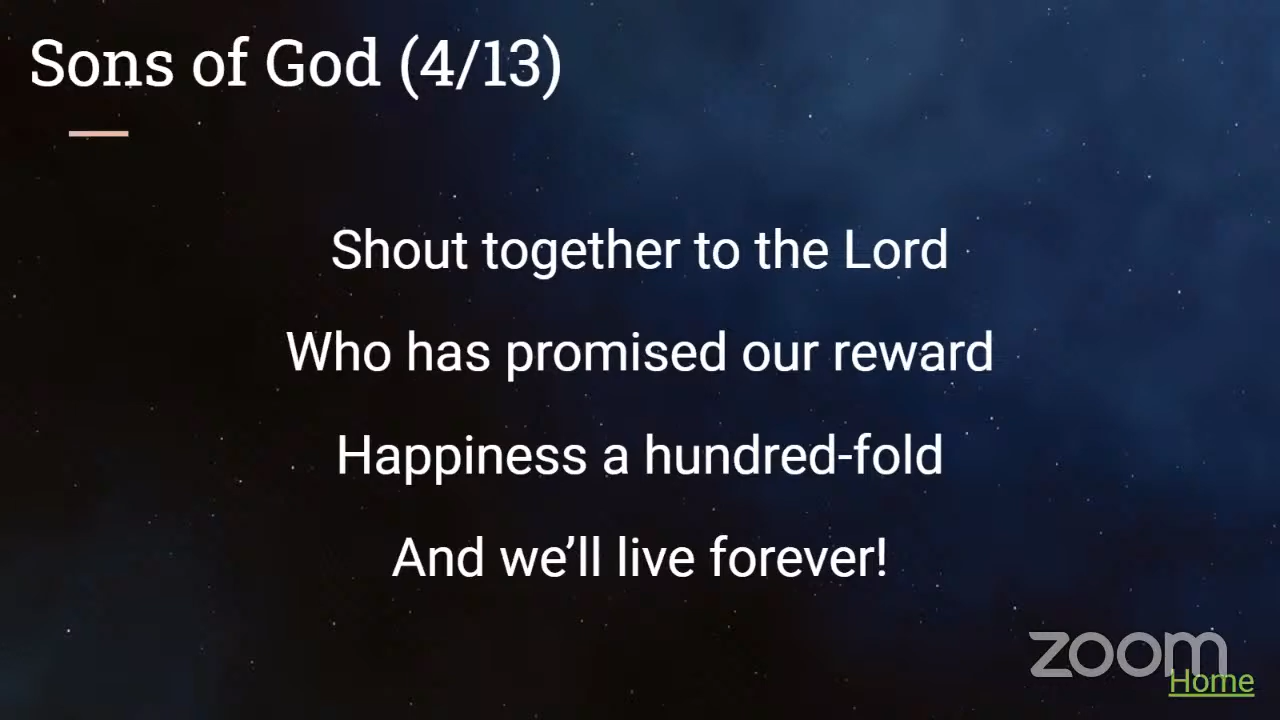 Sons of God (4/13)
Shout together to the Lord
Who has promised our reward
Happiness a hundred-fold
And we’ll live forever!
zoom
Home